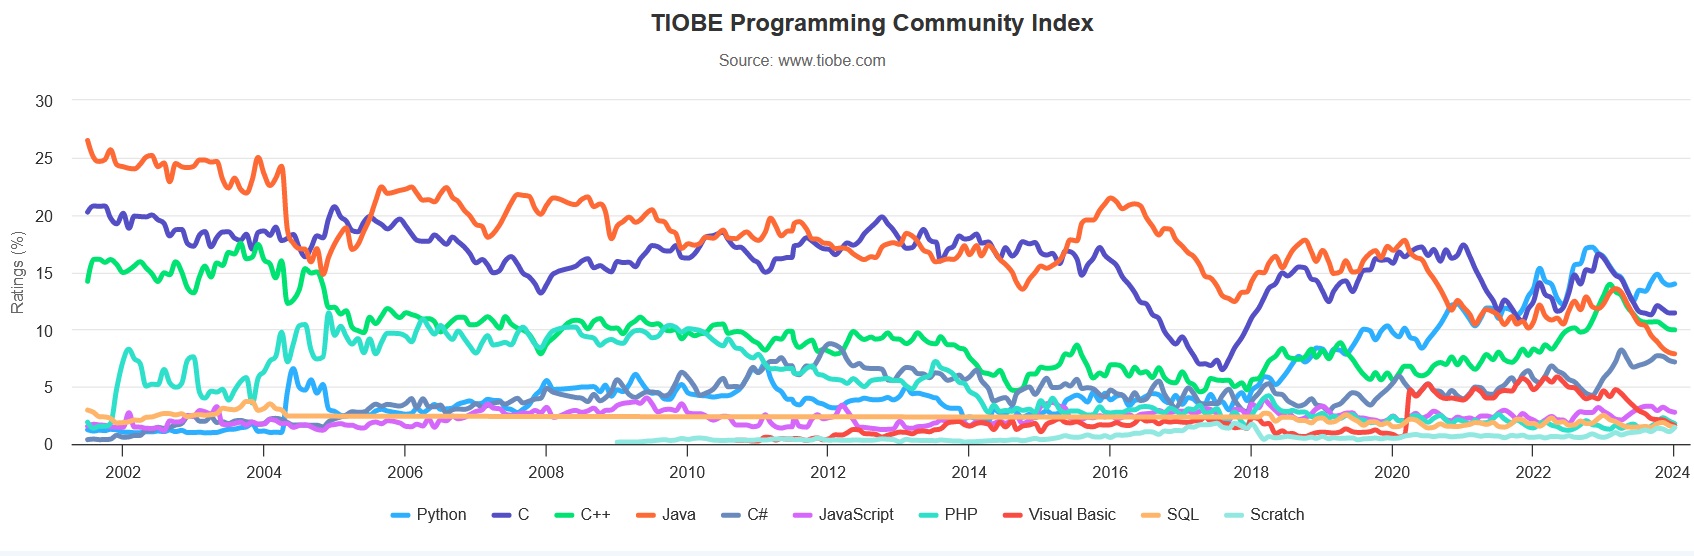 TIOBE Programming Community Index
Source: www.tiobe.com
Ratings (%)
30
25
20
15
10
5
0
2002 2004 2006 2008 2010 2012 2014 2016 2018 2020 2022 2024
Python C C++ Java C# JavaScript PHP Visual Basic SQL Scratch